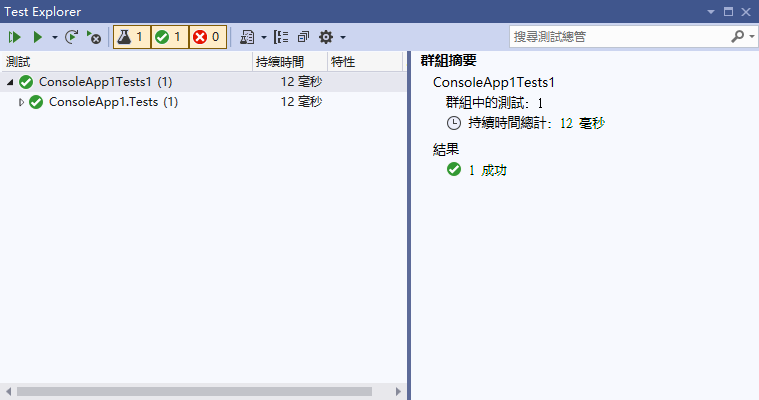 Test Explorer
1 1 0 搜尋測試總管
測試 持續時間 特性
ConsoleApp1Tests1 (1) 12 毫秒
ConsoleApp1.Tests (1) 12 毫秒
群組摘要
ConsoleApp1Tests1
群組中的測試: 1
持續時間總計: 12 毫秒
結果
1 成功